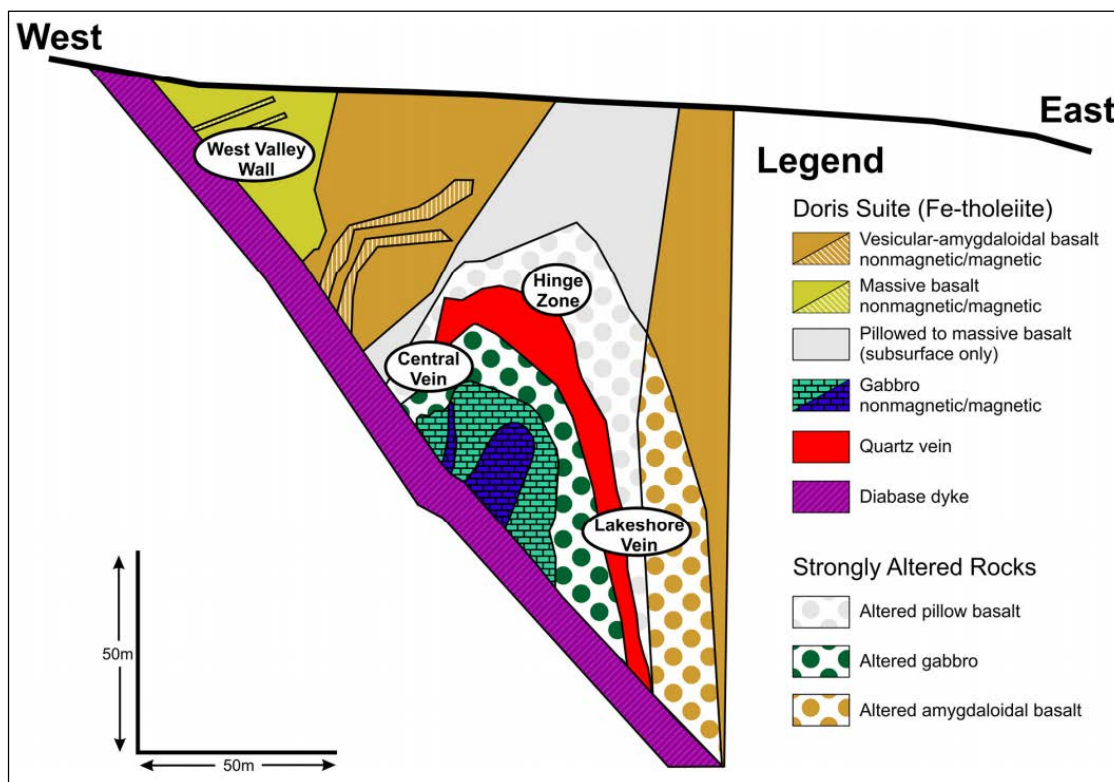 West
East
West Valley
Wall
Hinge
Zone
Central
Vein
Lakeshore
Vein
50m
50m
Legend
Doris Suite (Fe-tholeiite)
Vesicular-amygdaloidal basalt
nonmagnetic/magnetic
Massive basalt
nonmagnetic/magnetic
Pillowed to massive basalt
(subsurface only)
Gabbro
nonmagnetic/magnetic
Quartz vein
Diabase dyke
Strongly Altered Rocks
Altered pillow basalt
Altered gabbro
Altered amygdaloidal basalt